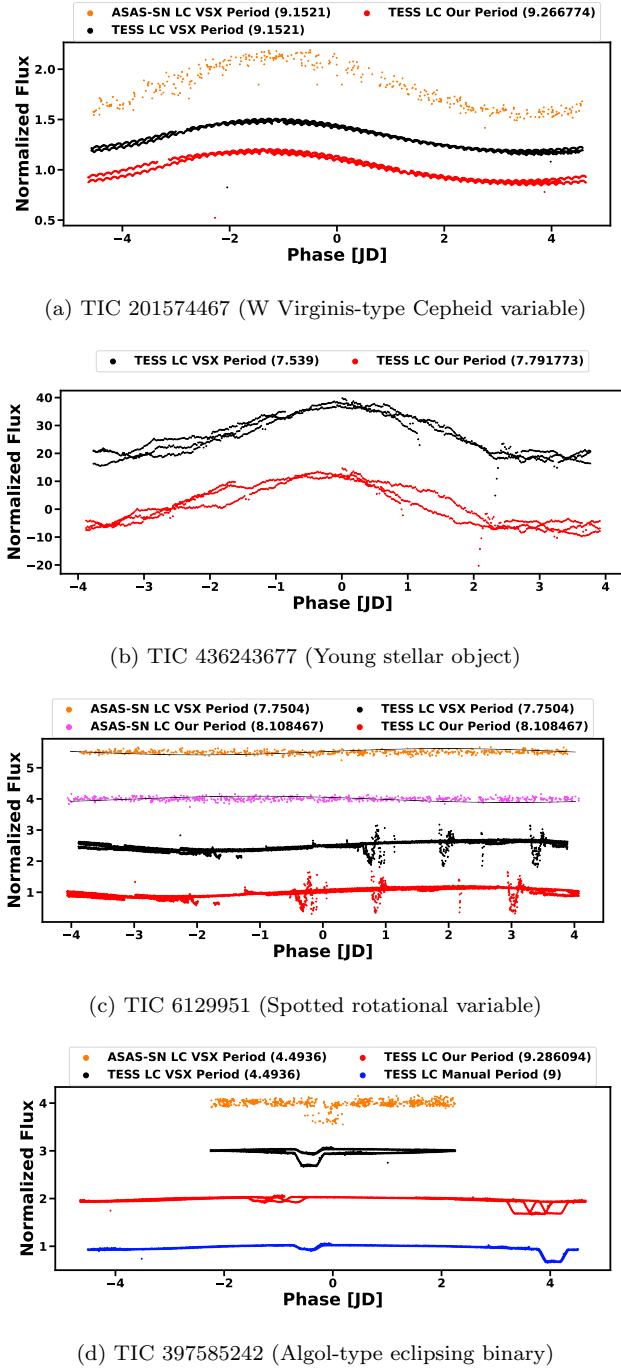 ASAS-SN LC VSX Period (9.1521) TESS LC Our Period (9.266774)
TESS LC VSX Period (9.1521)
Normalized Flux
2.0
1.5
1.0
0.5
−4 −2 0 2 4
Phase [JD]
(a) TIC 201574467 (W Virginis-type Cepheid variable)
TESS LC VSX Period (7.539) TESS LC Our Period (7.791773)
Normalized Flux
40
30
20
10
0
−10
−20
−4 −3 −2 −1 0 1 2 3 4
Phase [JD]
(b) TIC 436243677 (Young stellar object)
ASAS-SN LC VSX Period (7.7504) TESS LC VSX Period (7.7504)
ASAS-SN LC Our Period (8.108467) TESS LC Our Period (8.108467)
Normalized Flux
5
4
3
2
1
−4 −3 −2 −1 0 1 2 3 4
Phase [JD]
(c) TIC 6129951 (Spotted rotational variable)
ASAS-SN LC VSX Period (4.4936) TESS LC Our Period (9.286094)
TESS LC VSX Period (4.4936) TESS LC Manual Period (9)
Normalized Flux
4
3
2
1
−4 −2 0 2 4
Phase [JD]
(d) TIC 397585242 (Algol-type eclipsing binary)